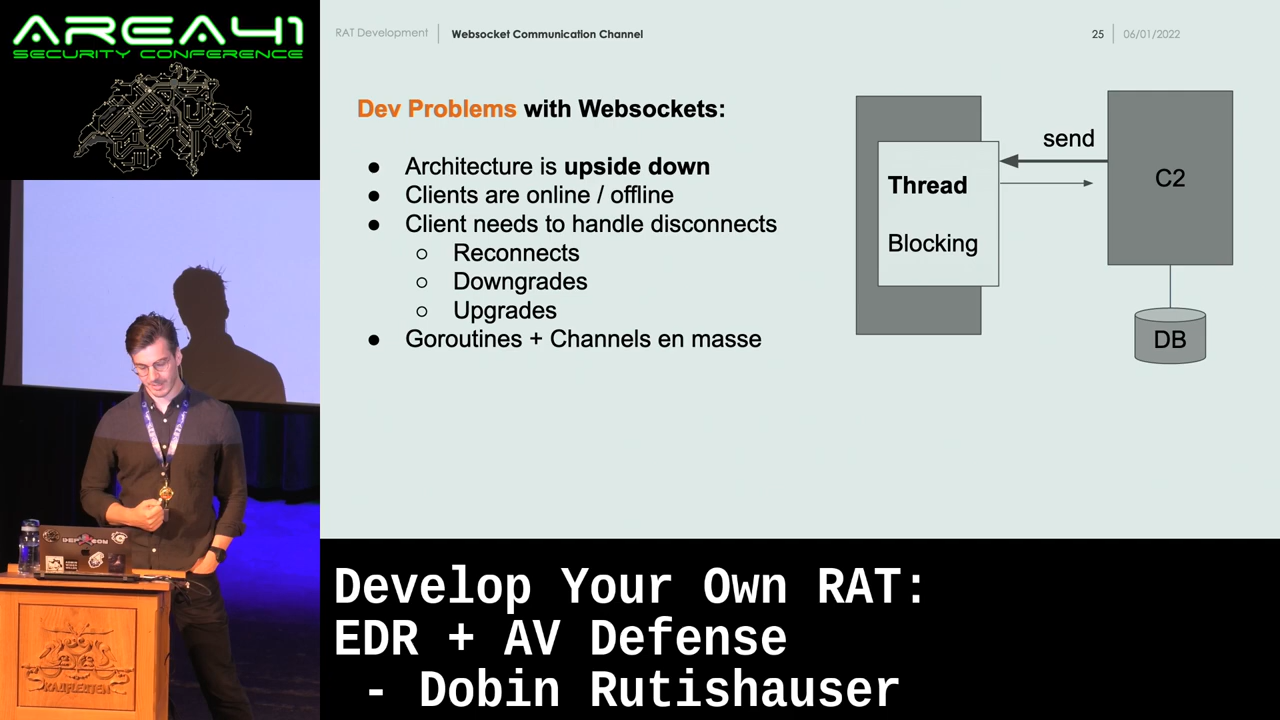 AREA41
SECURITY CONFERENCE
RAT Development
Websocket Communication Channel
25
06/01/2022
Dev Problems with Websockets:
● Architecture is upside down
● Clients are online / offline
● Client needs to handle disconnects
○ Reconnects
○ Downgrades
○ Upgrades
● Goroutines + Channels en masse
Thread
Blocking
send
C2
DB
KAUFLEUTEN
Develop Your Own RAT:
EDR + AV Defense
- Dobin Rutishauser